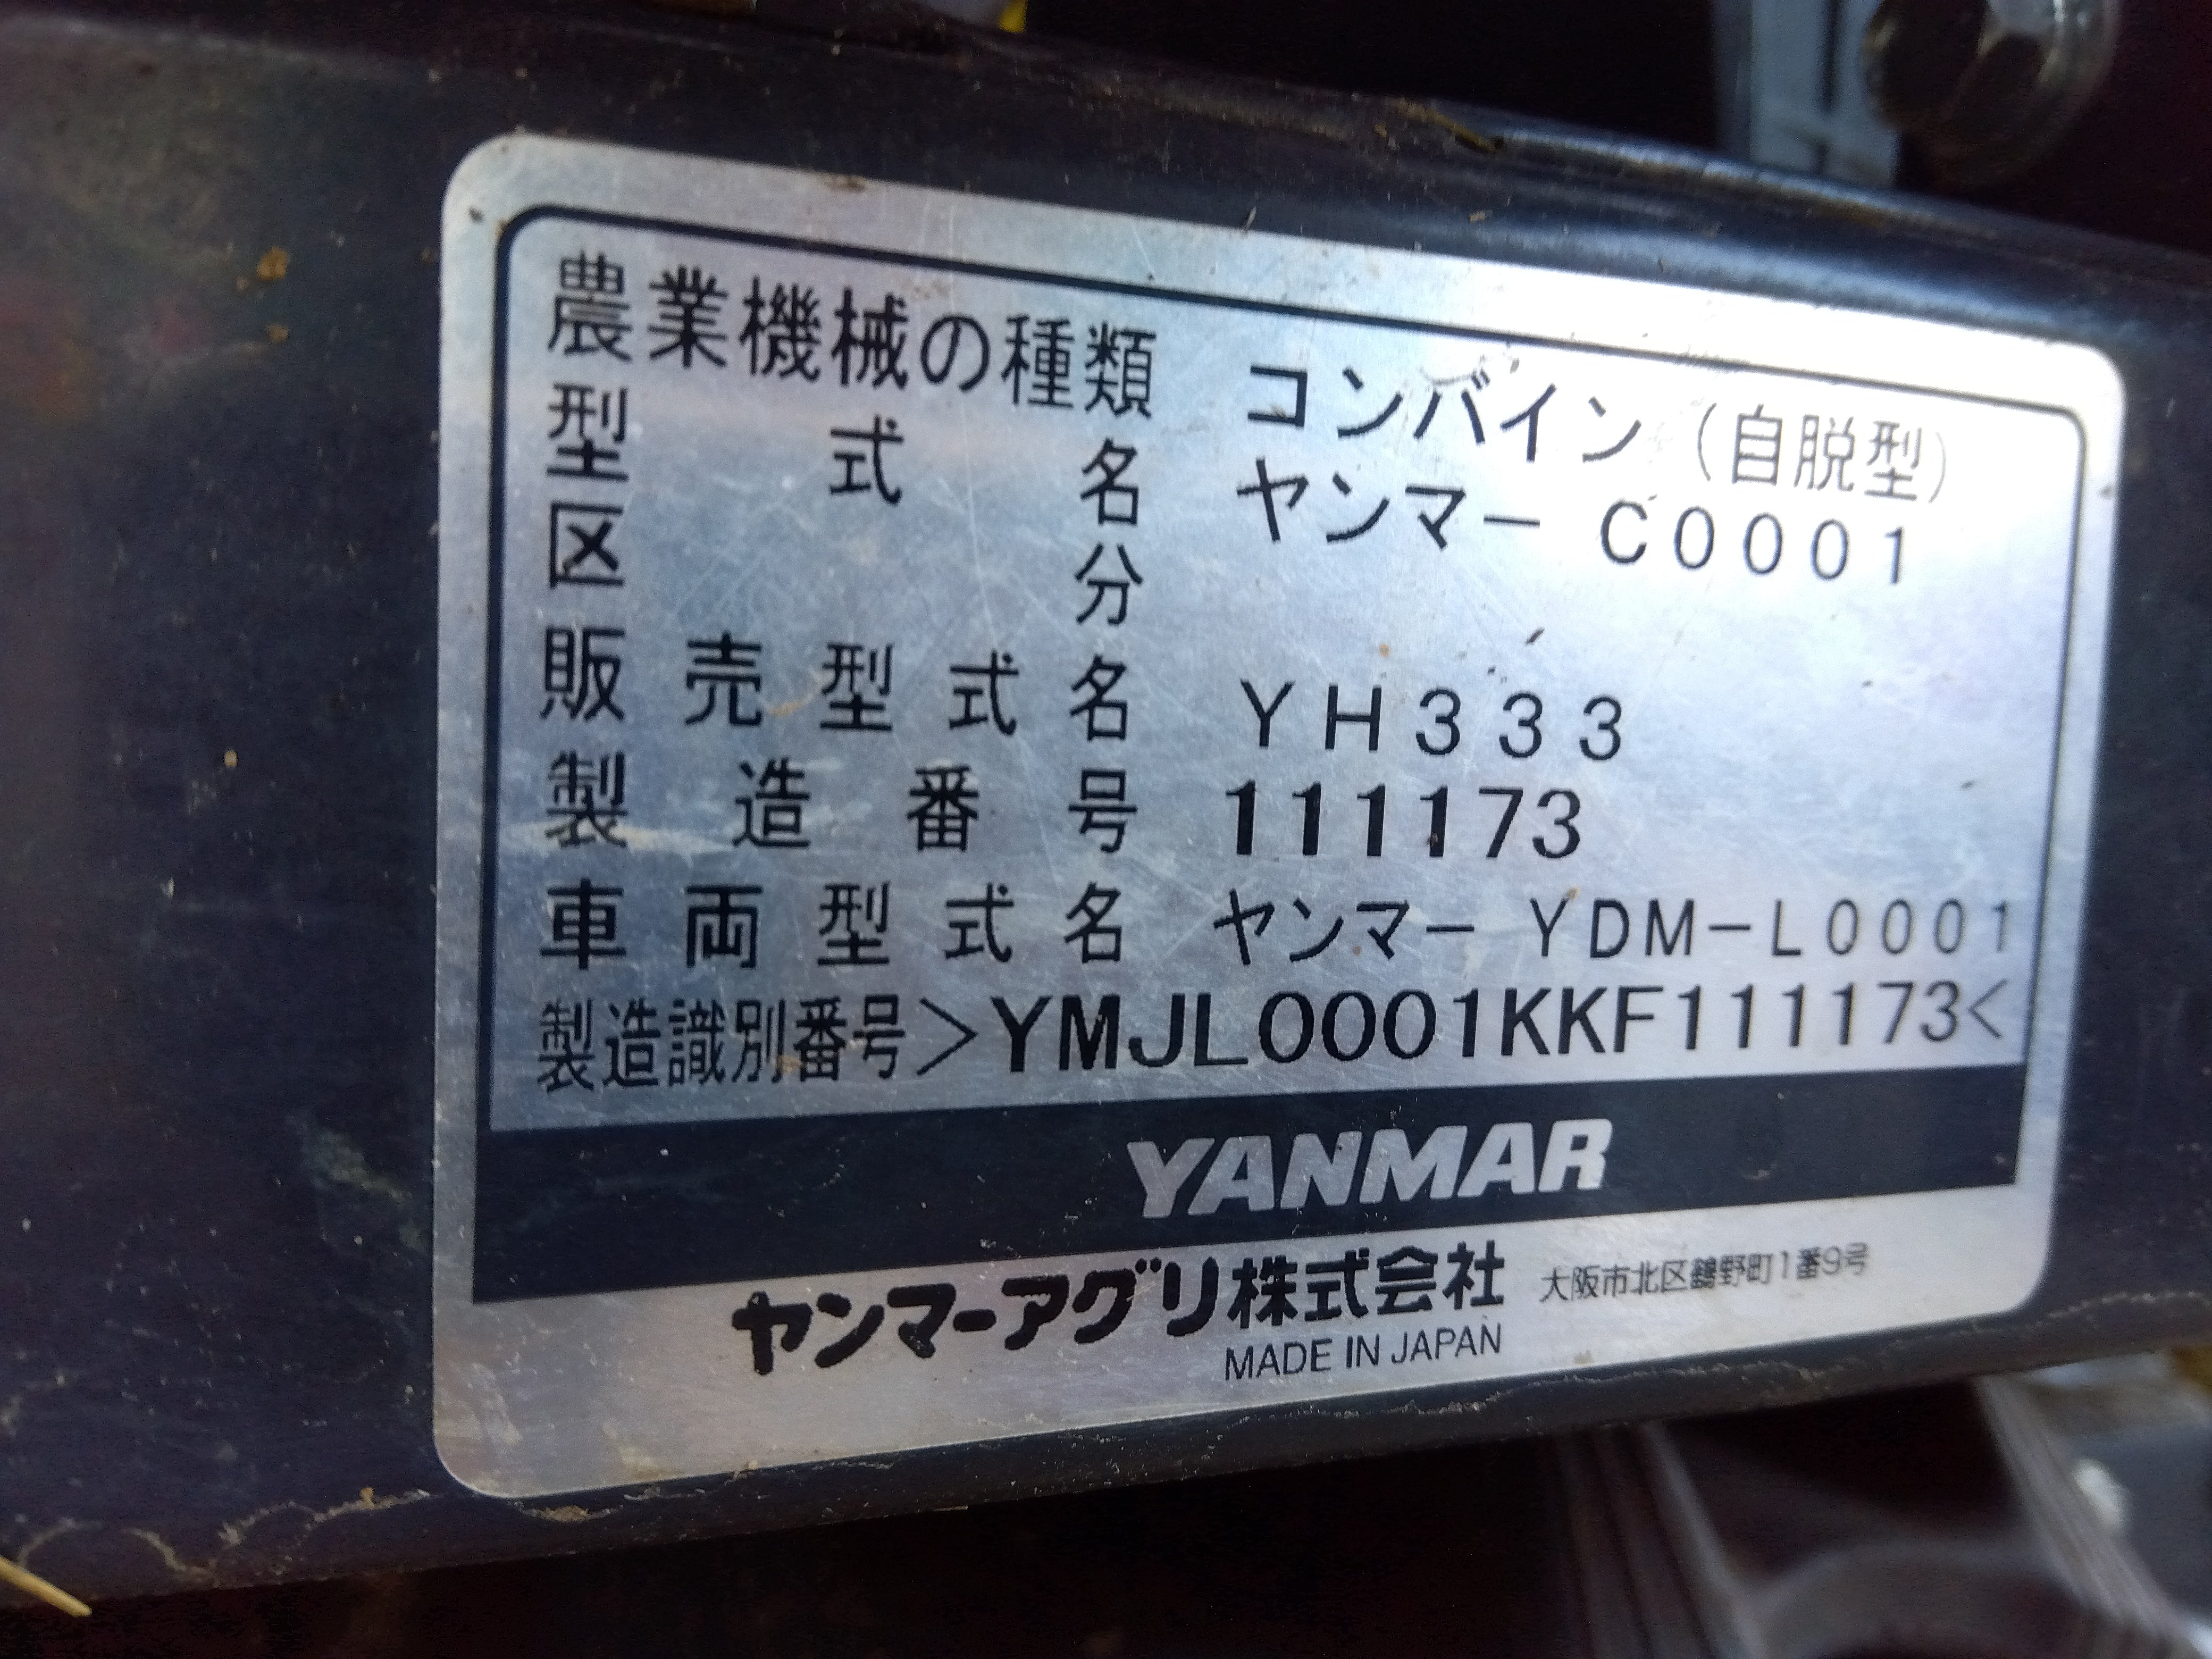 農業機械の種類 コンバイン（自脱型）
型式名 ヤンマー C0001
区分
販売型式名 YH333
製造番号 111173
車両型式名 ヤンマー YDM-L0001
製造識別番号>YMJL0001KKF111173<
YANMAR
ヤンマーアグリ株式会社 大阪市北区鶴野町1番9号
MADE IN JAPAN